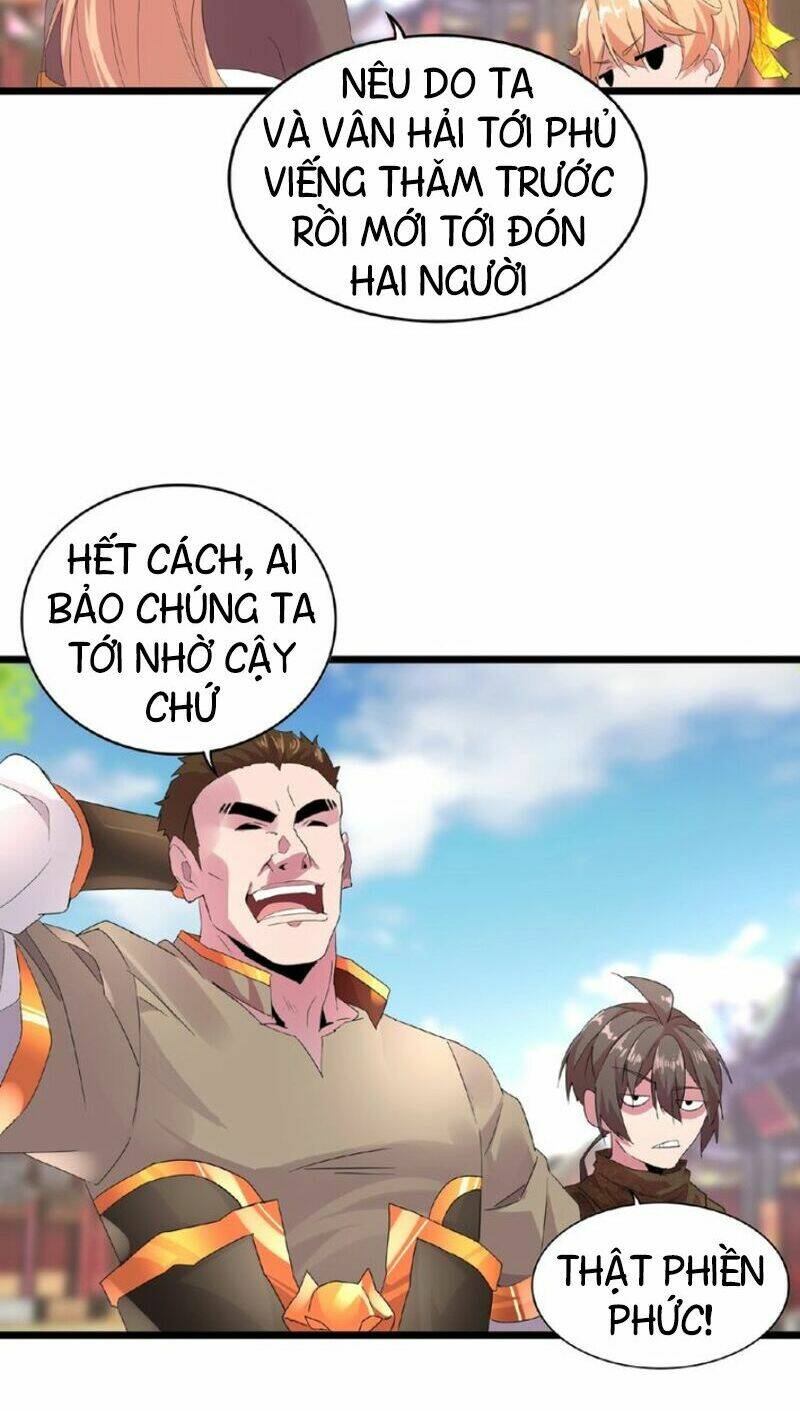 NÊU DO TA
VÀ VÂN HẢI TỚI PHỦ
VIẾNG THĂM TRƯỚC
RỒI MỚI TỚI ĐÓN
HAI NGƯỜI
HẾT CÁCH, AI
BẢO CHÚNG TA
TỚI NHỜ CẬY
CHỨ
THẬT PHIỀN
PHỨC!